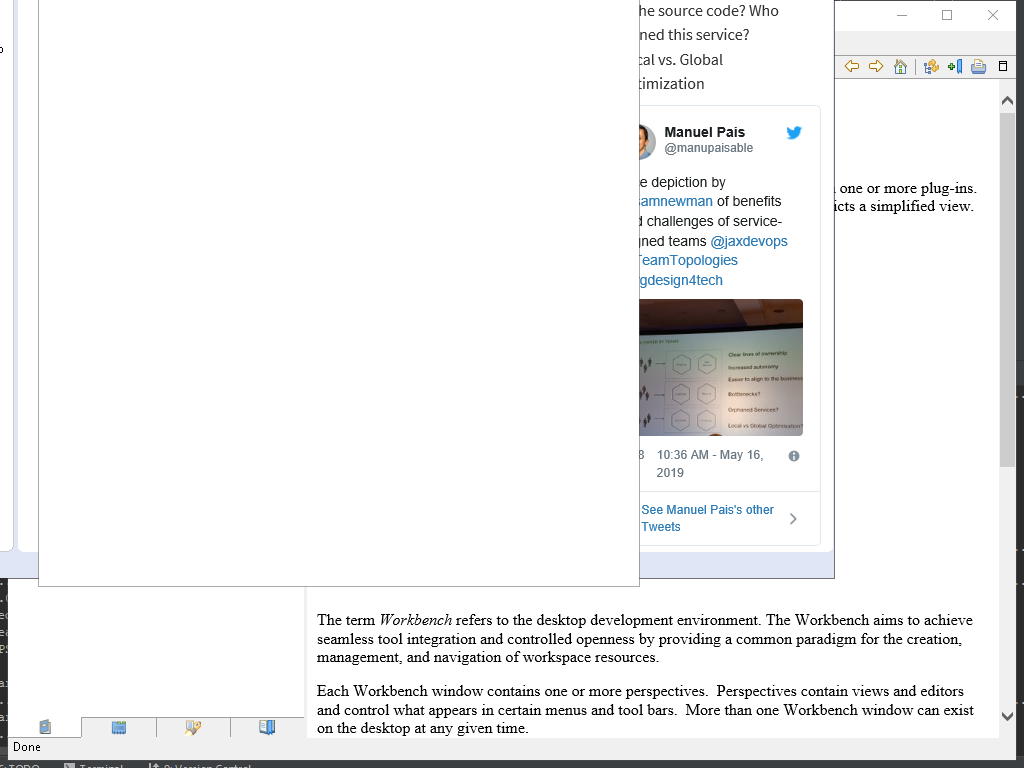 he source code? Who
ned this service?
cal vs. Global
timization
Manuel Pais
@manupaisable
e depiction by
amnewman of benefits
d challenges of service-
gned teams @jaxdevops
TeamTopologies
gdesign4tech
Clear lines of ownership
Increased autonomy
Easier to align to the business
Bottlenecks?
Orphaned Services?
Local vs Global Optimisation?
10:36 AM - May 16,
2019
See Manuel Pais's other
Tweets
one or more plug-ins.
icts a simplified view.
The term Workbench refers to the desktop development environment. The Workbench aims to achieve
seamless tool integration and controlled openness by providing a common paradigm for the creation,
management, and navigation of workspace resources.
Each Workbench window contains one or more perspectives. Perspectives contain views and editors
and control what appears in certain menus and tool bars. More than one Workbench window can exist
on the desktop at any given time.
Done